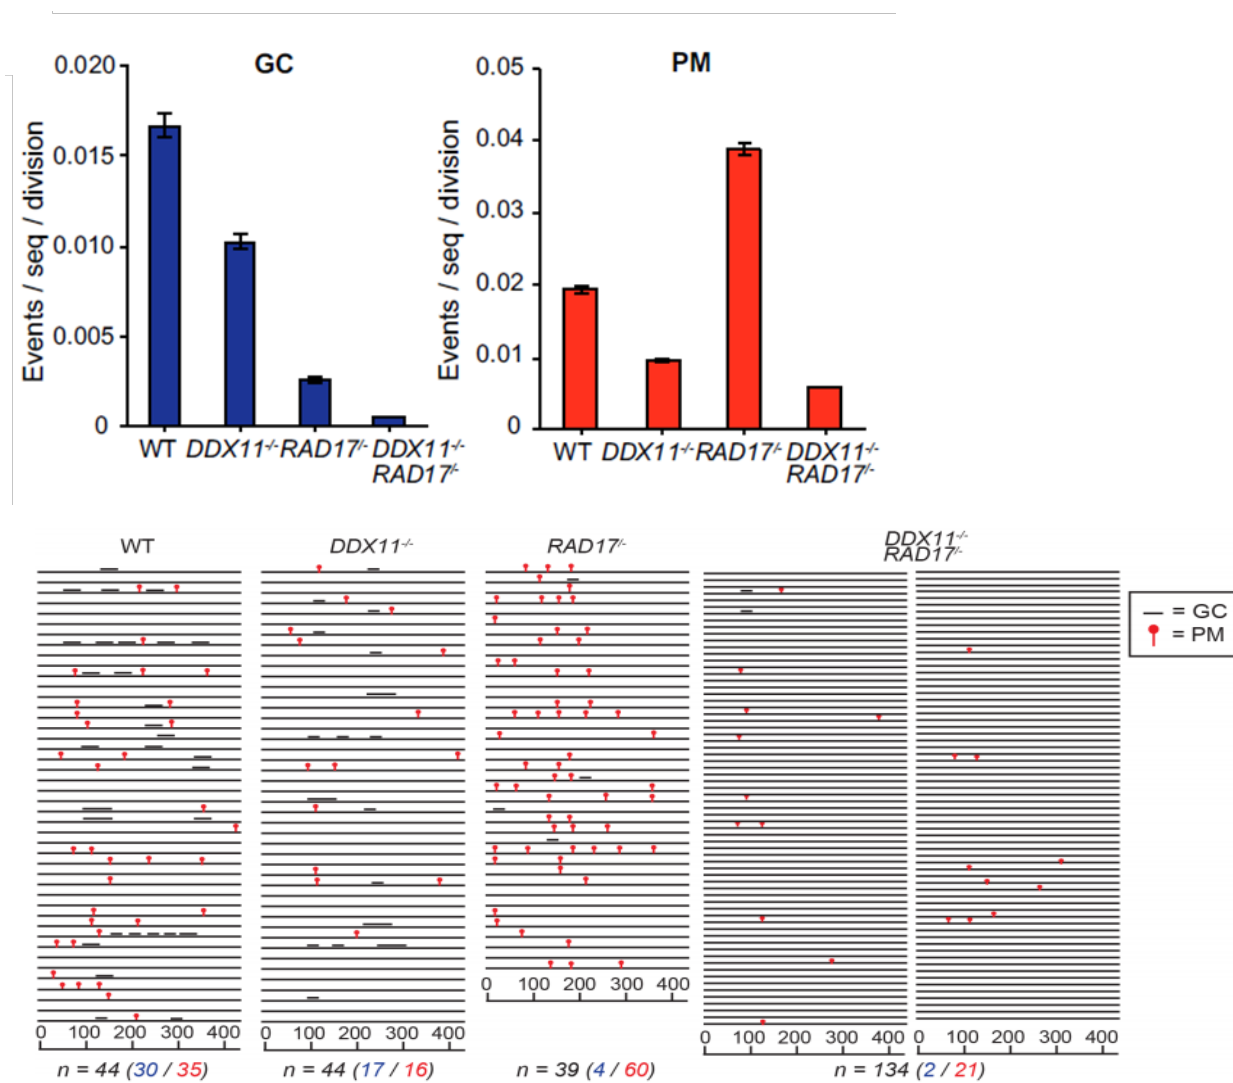 GC
0.020
0.015
0.010
0.005
0
Events / seq / division
WT DDX11-/- RAD17/- DDX11-/-
RAD17/-
PM
0.05
0.04
0.03
0.02
0.01
0
Events / seq / division
WT DDX11-/- RAD17/- DDX11-/-
RAD17/-
WT
0 100 200 300 400
n = 44 (30 / 35)
DDX11-/-
0 100 200 300 400
n = 44 (17 / 16)
RAD17/-
0 100 200 300 400
n = 39 (4 / 60)
DDX11-/-
RAD17/-
0 100 200 300 400
0 100 200 300 400
n = 134 (2 / 21)
= GC
= PM